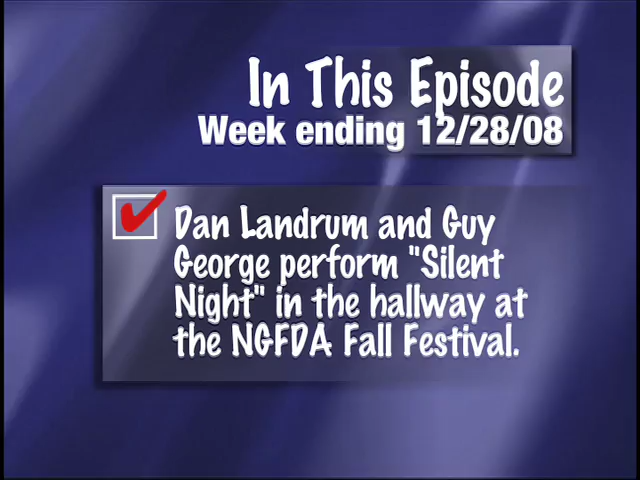 In This Episode
Week ending 12/28/08
Dan Landrum and Guy
George perform "Silent
Night" in the hallway at
the NGFDA Fall Festival.